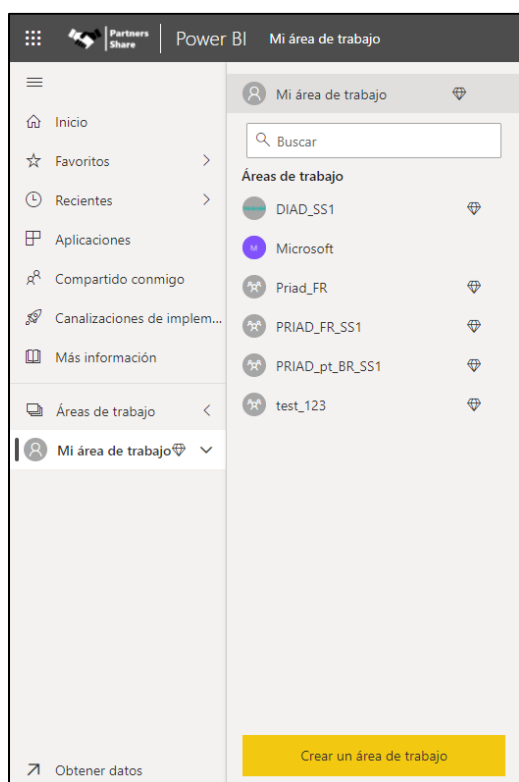 Partners
Share
Power BI
Mi área de trabajo
Inicio
Favoritos
Recientes
Aplicaciones
Compartido conmigo
Canalizaciones de implem...
Más información
Áreas de trabajo
Mi área de trabajo
Obtener datos
Mi área de trabajo
Buscar
Áreas de trabajo
DIAD_SS1
M
Microsoft
Priad_FR
PRIAD_FR_SS1
PRIAD_pt_BR_SS1
test_123
Crear un área de trabajo